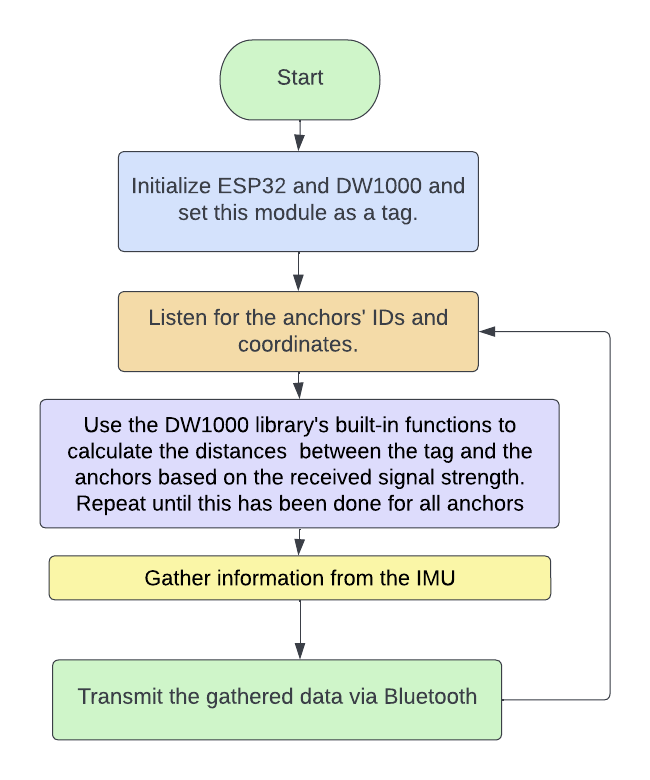 Start
Initialize ESP32 and DW1000 and
set this module as a tag.
Listen for the anchors' IDs and
coordinates.
Use the DW1000 library's built-in functions to
calculate the distances  between the tag and the
anchors based on the received signal strength.
Repeat until this has been done for all anchors
Gather information from the IMU
Transmit the gathered data via Bluetooth